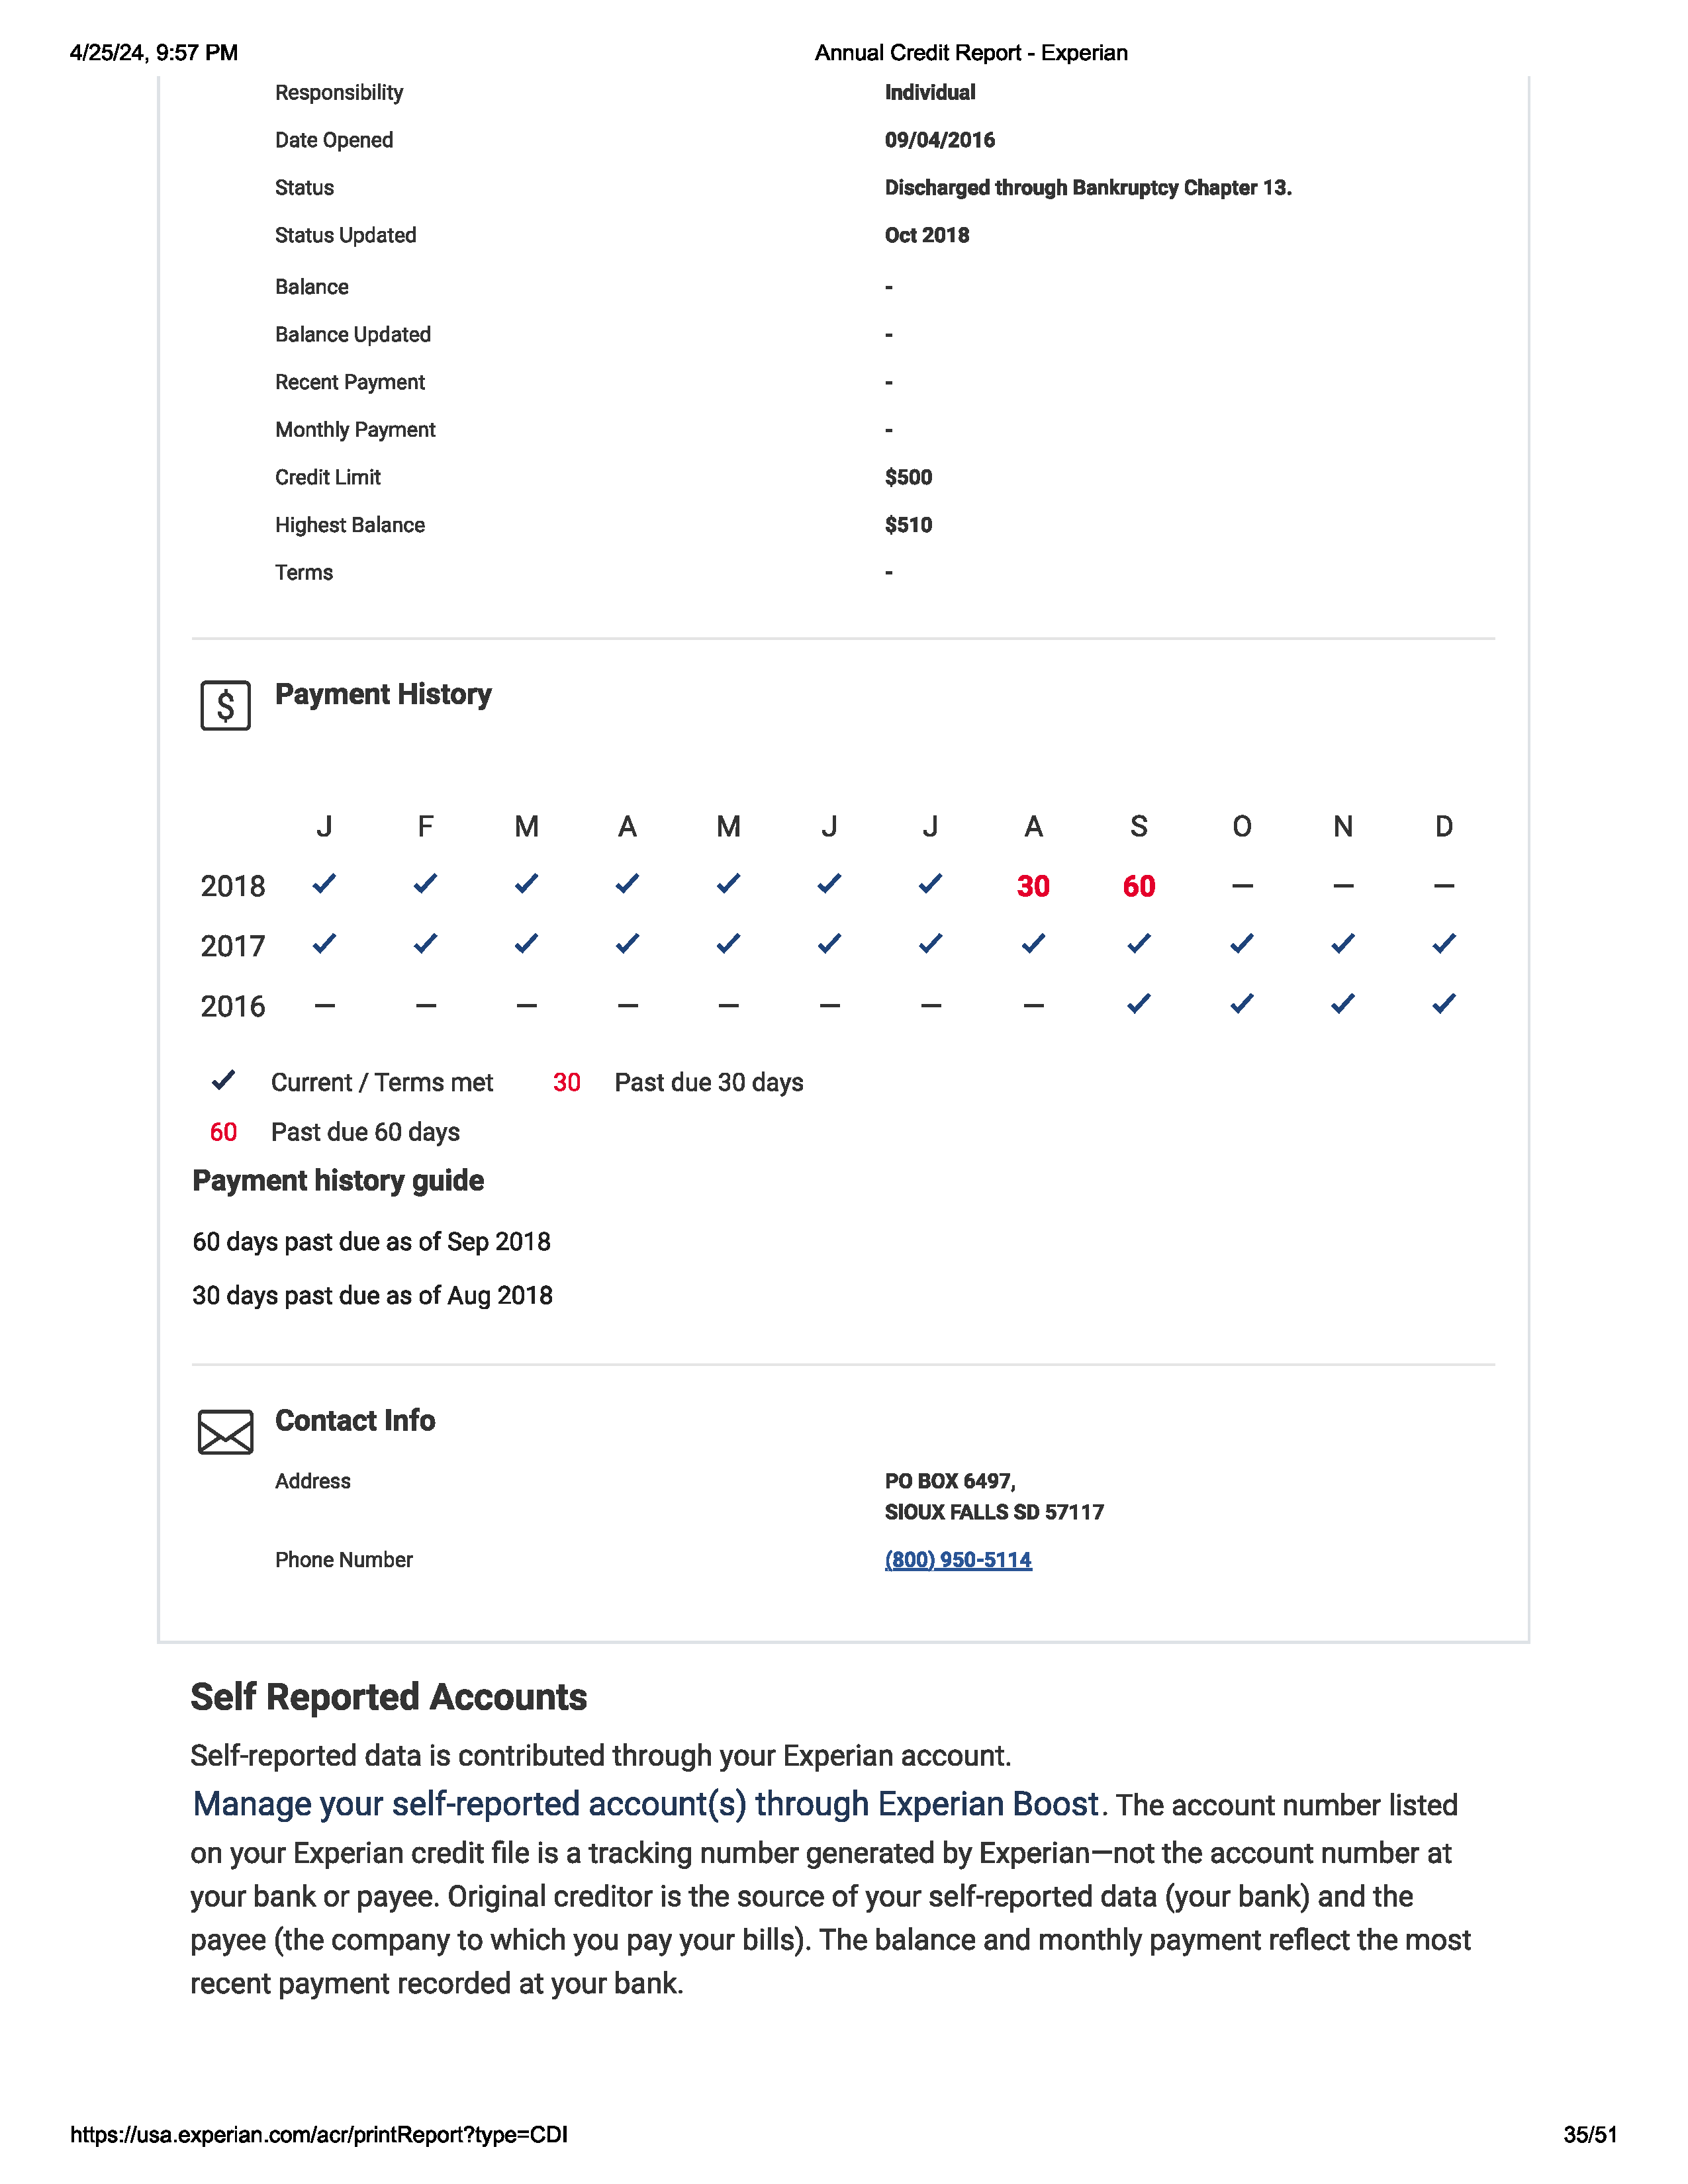 4/25/24, 9:57 PM Annual Credit Report - Experian
Responsibility Individual
Date Opened 09/04/2016
Status Discharged through Bankruptcy Chapter 13.
Status Updated Oct 2018
Balance -
Balance Updated -
Recent Payment -
Monthly Payment -
Credit Limit $500
Highest Balance $510
Terms -
$ Payment History
J F M A M J J A S O N D
2018 ✓ ✓ ✓ ✓ ✓ ✓ ✓ 30 60 — — —
2017 ✓ ✓ ✓ ✓ ✓ ✓ ✓ ✓ ✓ ✓ ✓ ✓
2016 — — — — — — — — ✓ ✓ ✓ ✓
✓ Current / Terms met 30 Past due 30 days
60 Past due 60 days
Payment history guide
60 days past due as of Sep 2018
30 days past due as of Aug 2018
Contact Info
Address PO BOX 6497,
SIOUX FALLS SD 57117
Phone Number (800) 950-5114
Self Reported Accounts
Self-reported data is contributed through your Experian account.
Manage your self-reported account(s) through Experian Boost. The account number listed
on your Experian credit file is a tracking number generated by Experian—not the account number at
your bank or payee. Original creditor is the source of your self-reported data (your bank) and the
payee (the company to which you pay your bills). The balance and monthly payment reflect the most
recent payment recorded at your bank.
https://usa.experian.com/acr/printReport?type=CDI 35/51